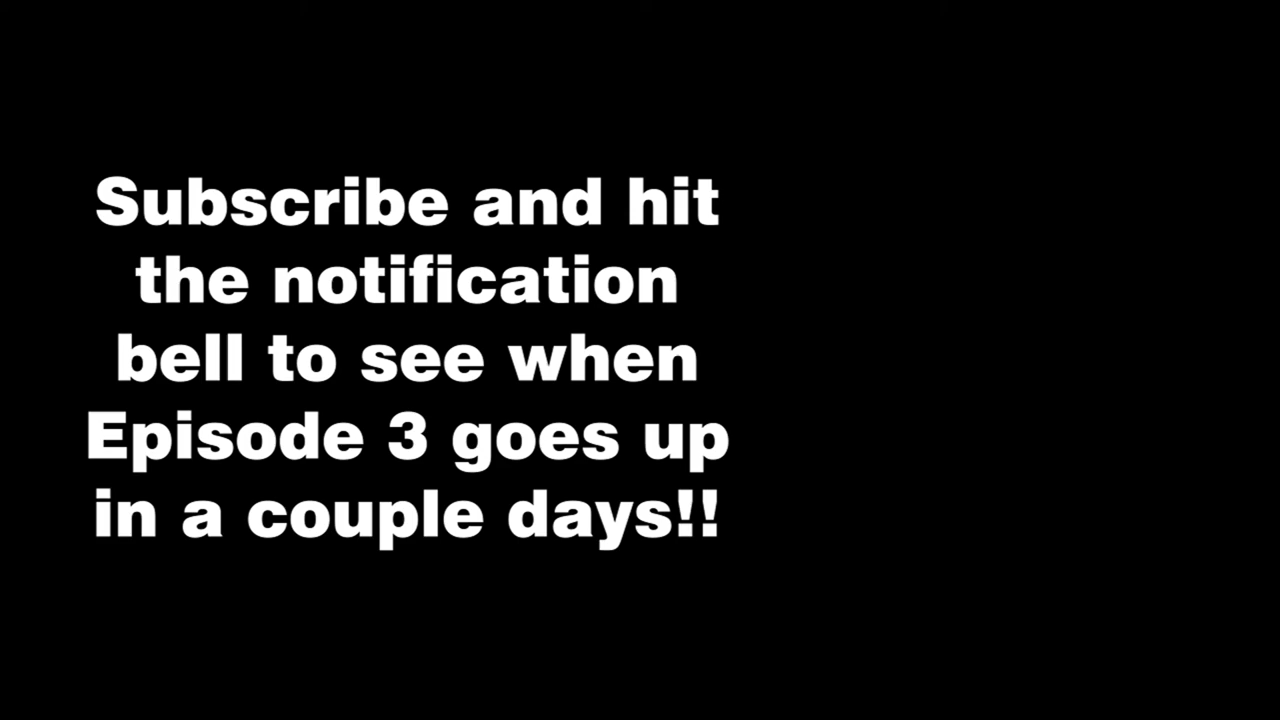 Subscribe and hit
the notification
bell to see when
Episode 3 goes up
in a couple days!!